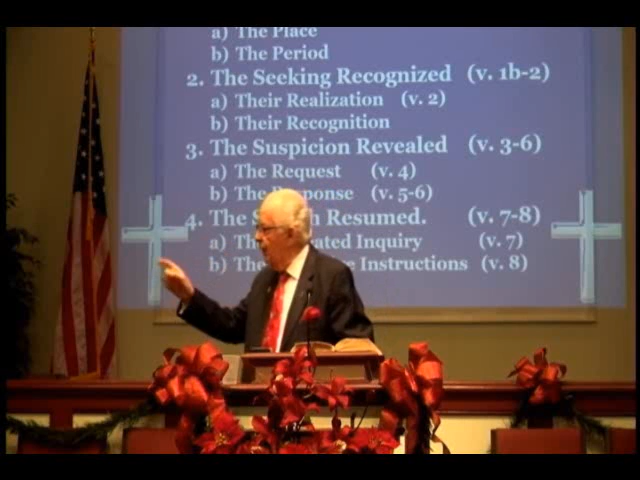 a) The Place
b) The Period
2. The Seeking Recognized (v. 1b-2)
a) Their Realization (v. 2)
b) Their Recognition
3. The Suspicion Revealed (v. 3-6)
a) The Request (v. 4)
b) The Response (v. 5-6)
4. The Resumed. (v. 7-8)
a) The Inquiry (v. 7)
b) The Instructions (v. 8)